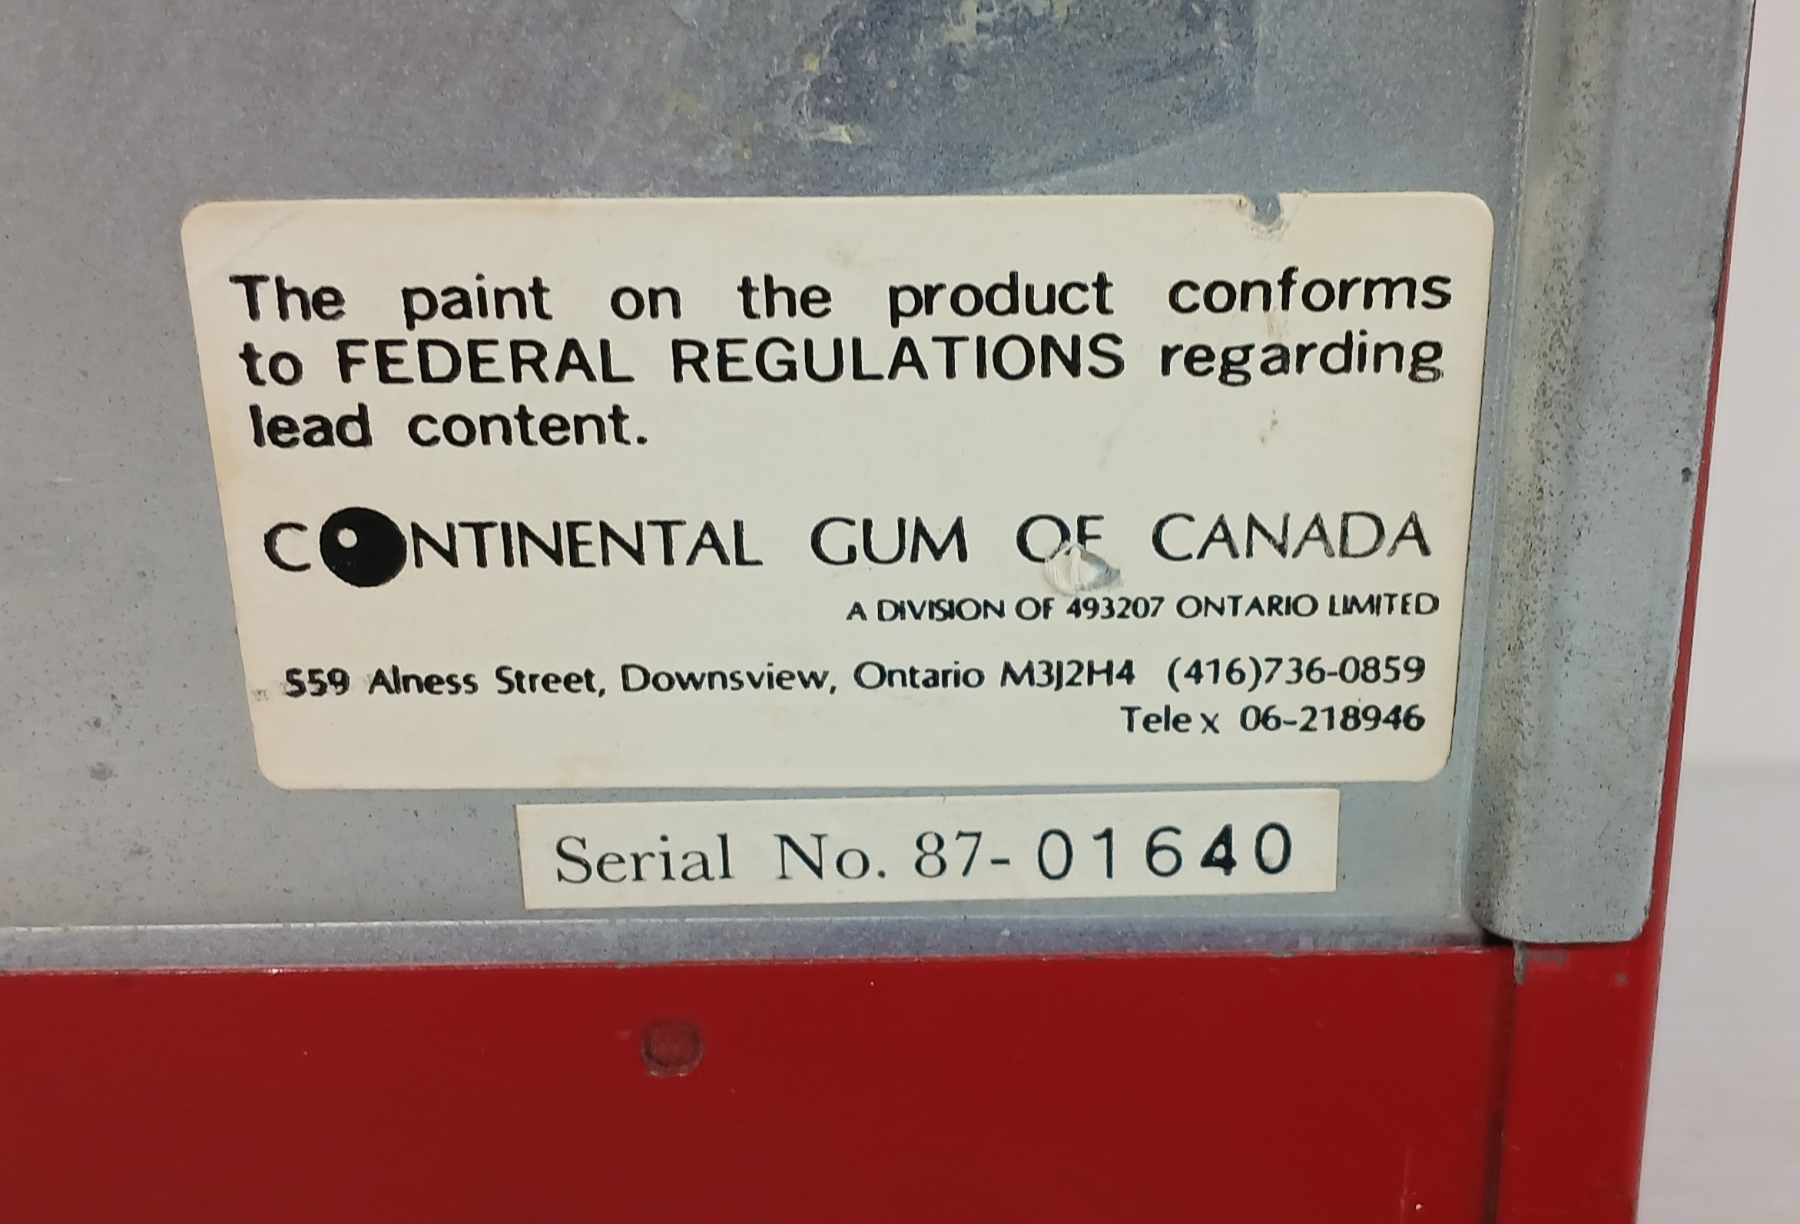 The paint on the product conforms
to FEDERAL REGULATIONS regarding
lead content.
CONTINENTAL GUM OF CANADA
A DIVISION OF 493207 ONTARIO LIMITED
559 Alness Street, Downsview, Ontario M3J2H4 (416)736-0859
Telex 06-218946
Serial No. 87-01640